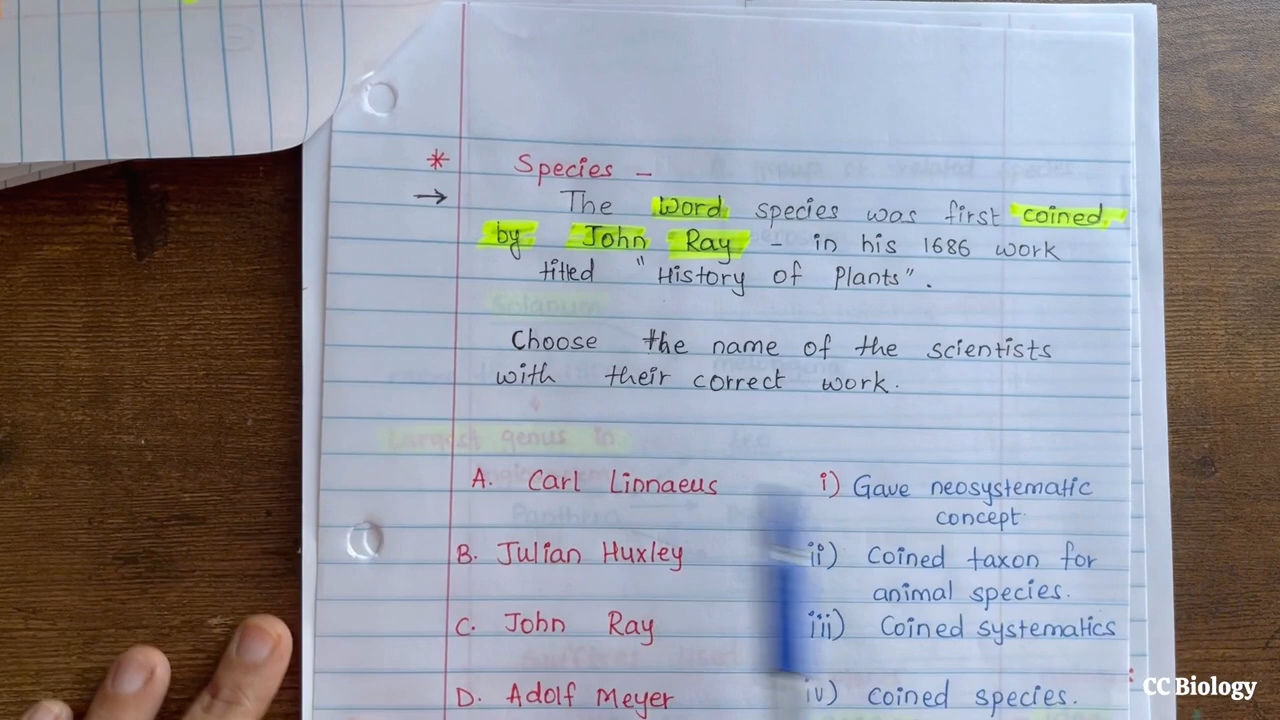 * Species –
→ The word species was first coined
by John Ray - in his 1686 work
titled "History of Plants".
Choose the name of the scientists
with their correct work.
A. Carl Linnaeus i) Gave neosystematic
concept
B. Julian Huxley ii) Coined taxon for
animal species.
C. John Ray iii) Coined systematics
D. Adolf Meyer iv) Coined species.
CC Biology